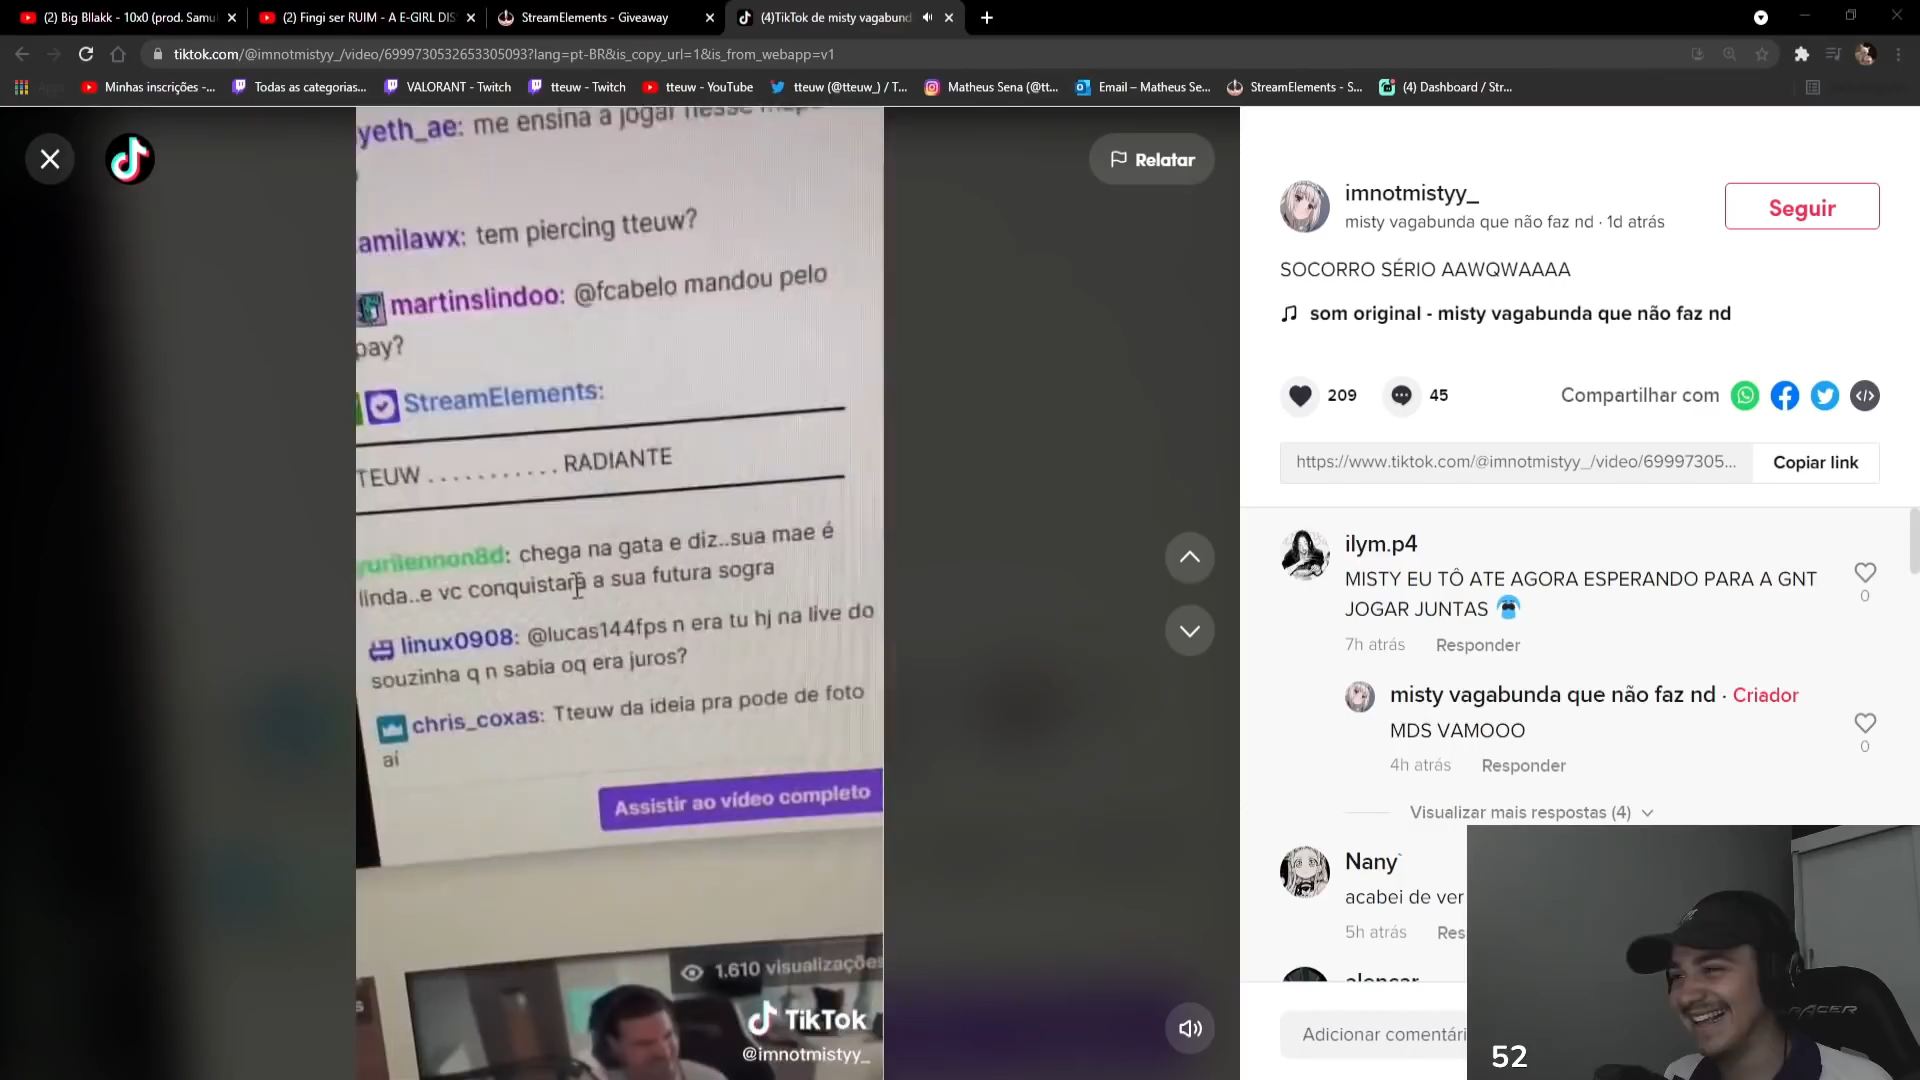 (2) Big Bllakk - 10x0 (prod. Samu
(2) Fingi ser RUIM - A E-GIRL DIS
StreamElements - Giveaway
(4)TikTok de misty vagabund
tiktok.com/@imnotmistyy_/video/6999730532653305093?lang=pt-BR&is_copy_url=1&is_from_webapp=v1
Minhas inscrições -...
Todas as categorias...
VALORANT - Twitch
tteuw - Twitch
tteuw - YouTube
tteuw (@tteuw_) / T...
Matheus Sena (@tt...
Email – Matheus Se...
StreamElements - S...
(4) Dashboard / Str...
yeth_ae: me ensina a jogar nesse
amilawx: tem piercing tteuw?
martinslindoo: @fcabelo mandou pelo
pay?
StreamElements:
TEUW . . . . . . . . . . . RADIANTE
yurilennon8d: chega na gata e diz..sua mae é
linda..e vc conquistara a sua futura sogra
linux0908: @lucas144fps n era tu hj na live do
souzinha q n sabia oq era juros?
chris_coxas: Tteuw da ideia pra pode de foto
ai
Assistir ao vídeo completo
1.610 visualizações
TikTok
@imnotmistyy_
Relatar
imnotmistyy_
misty vagabunda que não faz nd · 1d atrás
Seguir
SOCORRO SÉRIO AAWQWAAAA
som original - misty vagabunda que não faz nd
209
45
Compartilhar com
https://www.tiktok.com/@imnotmistyy_/video/69997305...
Copiar link
ilym.p4
MISTY EU TÔ ATE AGORA ESPERANDO PARA A GNT
JOGAR JUNTAS
0
7h atrás Responder
misty vagabunda que não faz nd · Criador
MDS VAMOOO
0
4h atrás Responder
Visualizar mais respostas (4)
Nany`
acabei de ver
5h atrás Res
Adicionar comentári
52